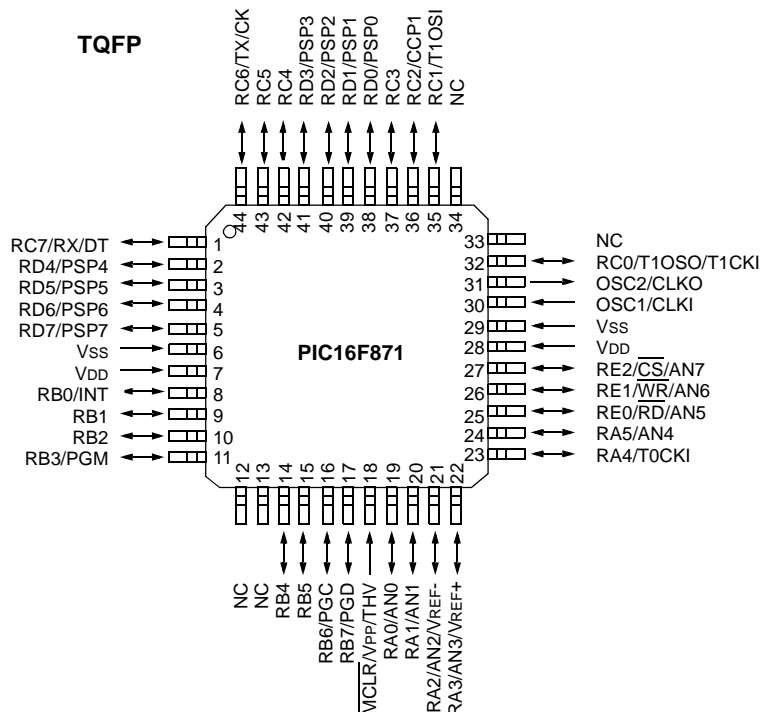 TQFP
RC6/TX/CK
RC5
RC4
RD3/PSP3
RD2/PSP2
RD1/PSP1
RD0/PSP0
RC3
RC2/CCP1
RC1/T1OSI
NC
44
43
42
41
40
39
38
37
36
35
34
RC7/RX/DT 1
RD4/PSP4 2
RD5/PSP5 3
RD6/PSP6 4
RD7/PSP7 5
VSS 6
VDD 7
RB0/INT 8
RB1 9
RB2 10
RB3/PGM 11
PIC16F871
33 NC
32 RC0/T1OSO/T1CKI
31 OSC2/CLKO
30 OSC1/CLKI
29 VSS
28 VDD
27 RE2/C̅S̅/AN7
26 RE1/W̅R̅/AN6
25 RE0/R̅D̅/AN5
24 RA5/AN4
23 RA4/T0CKI
12
13
14
15
16
17
18
19
20
21
22
NC
NC
RB4
RB5
RB6/PGC
RB7/PGD
M̅C̅L̅R̅/VPP/THV
RA0/AN0
RA1/AN1
RA2/AN2/VREF-
RA3/AN3/VREF+